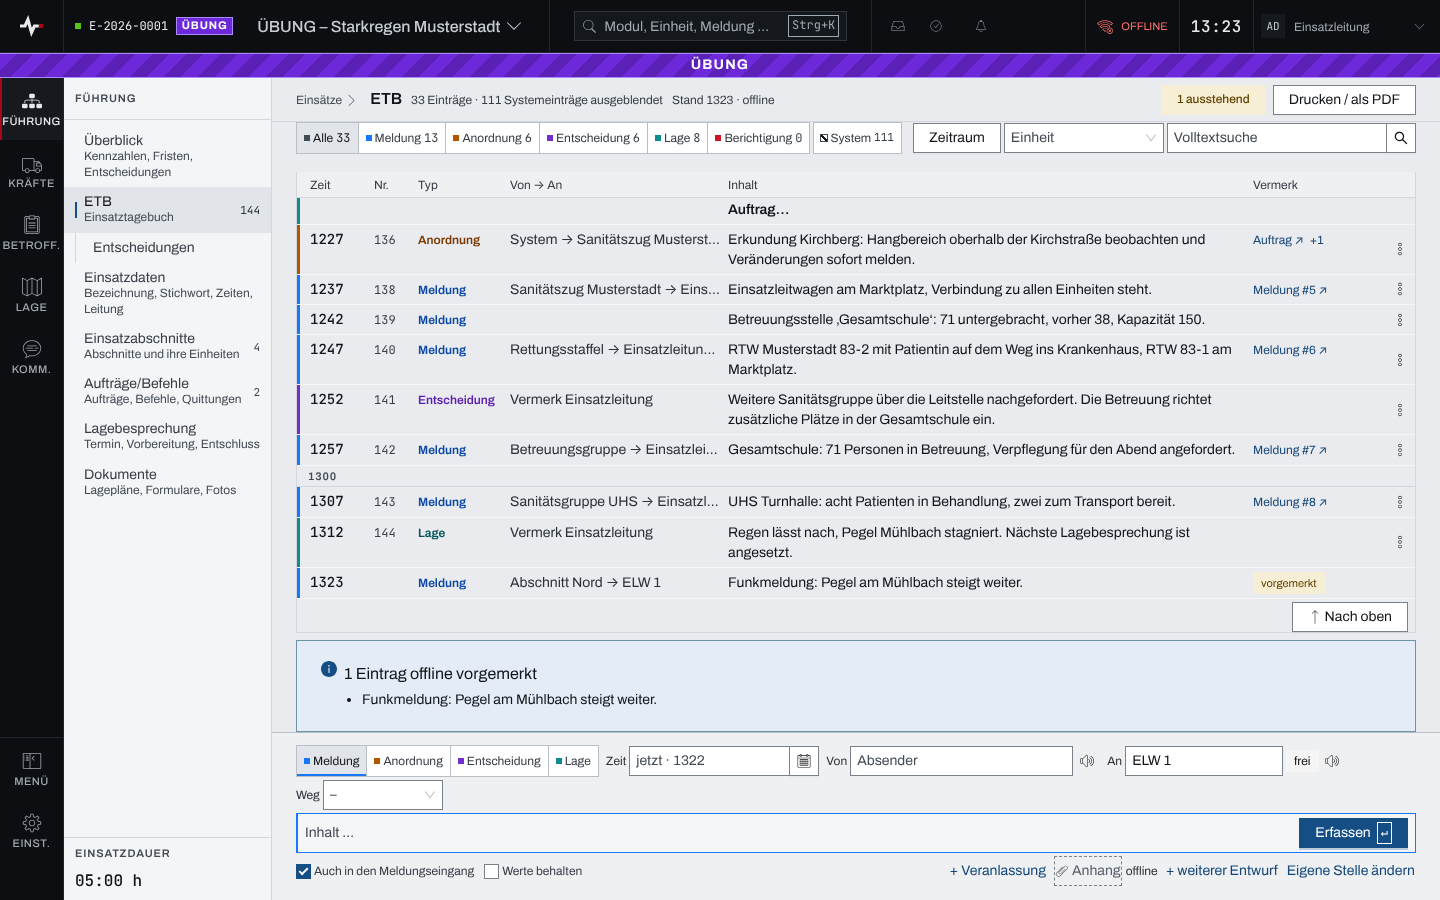 E-2026-0001 ÜBUNG ÜBUNG – Starkregen Musterstadt Modul, Einheit, Meldung ... Strg+K OFFLINE 13:23 AD Einsatzleitung
ÜBUNG
FÜHRUNG
KRÄFTE
BETROFF.
LAGE
KOMM.
MENÜ
EINST.
FÜHRUNG
Überblick
Kennzahlen, Fristen,
Entscheidungen
ETB
Einsatztagebuch 144
Entscheidungen
Einsatzdaten
Bezeichnung, Stichwort, Zeiten,
Leitung
Einsatzabschnitte
Abschnitte und ihre Einheiten 4
Aufträge/Befehle
Aufträge, Befehle, Quittungen 2
Lagebesprechung
Termin, Vorbereitung, Entschluss
Dokumente
Lagepläne, Formulare, Fotos
EINSATZDAUER
05:00 h
Einsätze ETB 33 Einträge · 111 Systemeinträge ausgeblendet Stand 1323 · offline 1 ausstehend Drucken / als PDF
Alle 33 Meldung 13 Anordnung 6 Entscheidung 6 Lage 8 Berichtigung 0 System 111 Zeitraum Einheit Volltextsuche
Zeit Nr. Typ Von → An Inhalt Vermerk
Auftrag...
1227 136 Anordnung System → Sanitätszug Musterst... Erkundung Kirchberg: Hangbereich oberhalb der Kirchstraße beobachten und Auftrag ↗ +1
Veränderungen sofort melden.
1237 138 Meldung Sanitätszug Musterstadt → Eins... Einsatzleitwagen am Marktplatz, Verbindung zu allen Einheiten steht. Meldung #5 ↗
1242 139 Meldung Betreuungsstelle ‚Gesamtschule‘: 71 untergebracht, vorher 38, Kapazität 150.
1247 140 Meldung Rettungsstaffel → Einsatzleitun... RTW Musterstadt 83-2 mit Patientin auf dem Weg ins Krankenhaus, RTW 83-1 am Meldung #6 ↗
Marktplatz.
1252 141 Entscheidung Vermerk Einsatzleitung Weitere Sanitätsgruppe über die Leitstelle nachgefordert. Die Betreuung richtet
zusätzliche Plätze in der Gesamtschule ein.
1257 142 Meldung Betreuungsgruppe → Einsatzlei... Gesamtschule: 71 Personen in Betreuung, Verpflegung für den Abend angefordert. Meldung #7 ↗
1300
1307 143 Meldung Sanitätsgruppe UHS → Einsatzl... UHS Turnhalle: acht Patienten in Behandlung, zwei zum Transport bereit. Meldung #8 ↗
1312 144 Lage Vermerk Einsatzleitung Regen lässt nach, Pegel Mühlbach stagniert. Nächste Lagebesprechung ist
angesetzt.
1323 Meldung Abschnitt Nord → ELW 1 Funkmeldung: Pegel am Mühlbach steigt weiter. vorgemerkt
↑ Nach oben
1 Eintrag offline vorgemerkt
• Funkmeldung: Pegel am Mühlbach steigt weiter.
Meldung Anordnung Entscheidung Lage Zeit jetzt · 1322 Von Absender An ELW 1 frei
Weg –
Inhalt ... Erfassen ↵
Auch in den Meldungseingang Werte behalten + Veranlassung Anhang offline + weiterer Entwurf Eigene Stelle ändern